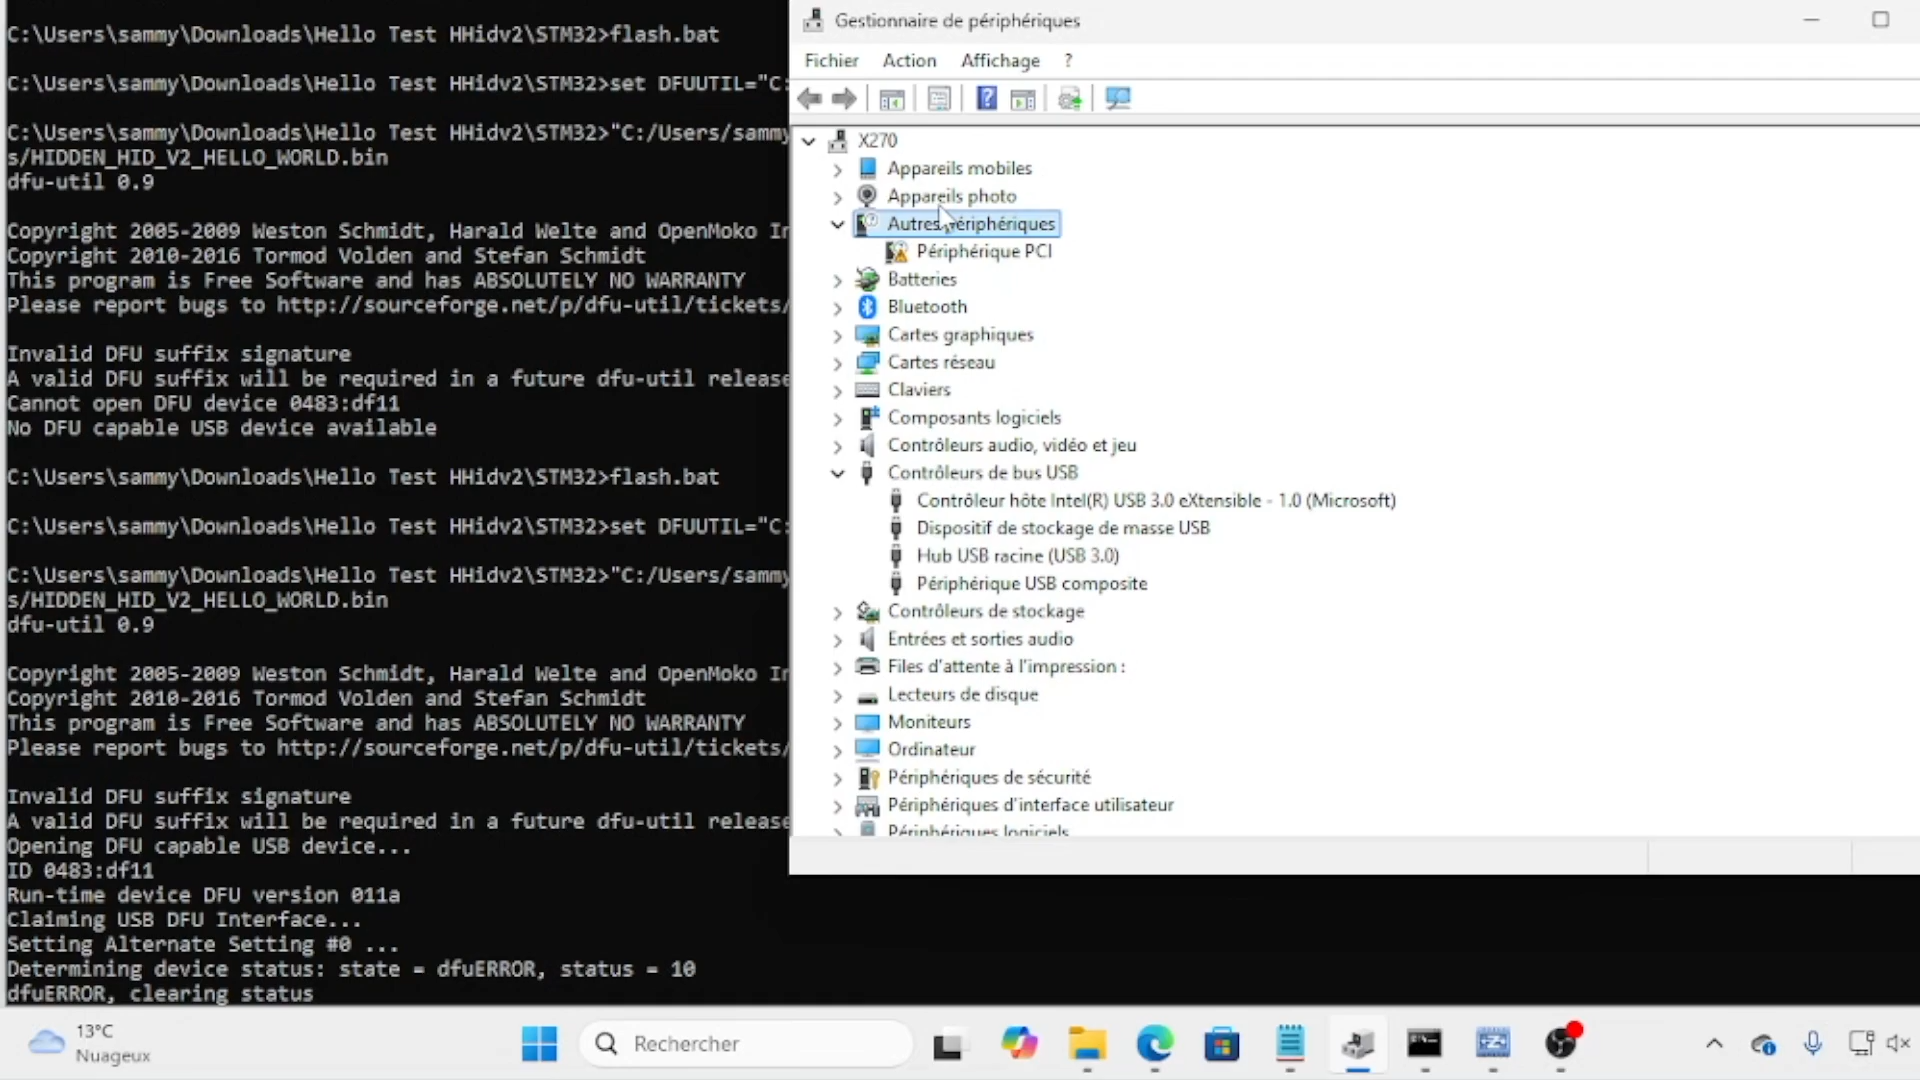 C:\Users\sammy\Downloads\Hello Test HHidv2\STM32>flash.bat
C:\Users\sammy\Downloads\Hello Test HHidv2\STM32>set DFUUTIL="C:
C:\Users\sammy\Downloads\Hello Test HHidv2\STM32>"C:/Users/sammy
s/HIDDEN_HID_V2_HELLO_WORLD.bin
dfu-util 0.9
Copyright 2005-2009 Weston Schmidt, Harald Welte and OpenMoko In
Copyright 2010-2016 Tormod Volden and Stefan Schmidt
This program is Free Software and has ABSOLUTELY NO WARRANTY
Please report bugs to http://sourceforge.net/p/dfu-util/tickets/
Invalid DFU suffix signature
A valid DFU suffix will be required in a future dfu-util release
Cannot open DFU device 0483:df11
No DFU capable USB device available
C:\Users\sammy\Downloads\Hello Test HHidv2\STM32>flash.bat
C:\Users\sammy\Downloads\Hello Test HHidv2\STM32>set DFUUTIL="C:
C:\Users\sammy\Downloads\Hello Test HHidv2\STM32>"C:/Users/sammy
s/HIDDEN_HID_V2_HELLO_WORLD.bin
dfu-util 0.9
Copyright 2005-2009 Weston Schmidt, Harald Welte and OpenMoko In
Copyright 2010-2016 Tormod Volden and Stefan Schmidt
This program is Free Software and has ABSOLUTELY NO WARRANTY
Please report bugs to http://sourceforge.net/p/dfu-util/tickets/
Invalid DFU suffix signature
A valid DFU suffix will be required in a future dfu-util release
Opening DFU capable USB device...
ID 0483:df11
Run-time device DFU version 011a
Claiming USB DFU Interface...
Setting Alternate Setting #0 ...
Determining device status: state = dfuERROR, status = 10
dfuERROR, clearing status
Gestionnaire de périphériques
Fichier Action Affichage ?
X270
Appareils mobiles
Appareils photo
Autres périphériques
Périphérique PCI
Batteries
Bluetooth
Cartes graphiques
Cartes réseau
Claviers
Composants logiciels
Contrôleurs audio, vidéo et jeu
Contrôleurs de bus USB
Contrôleur hôte Intel(R) USB 3.0 eXtensible - 1.0 (Microsoft)
Dispositif de stockage de masse USB
Hub USB racine (USB 3.0)
Périphérique USB composite
Contrôleurs de stockage
Entrées et sorties audio
Files d'attente à l'impression :
Lecteurs de disque
Moniteurs
Ordinateur
Périphériques de sécurité
Périphériques d'interface utilisateur
Périphériques logiciels
13°C
Nuageux
Rechercher